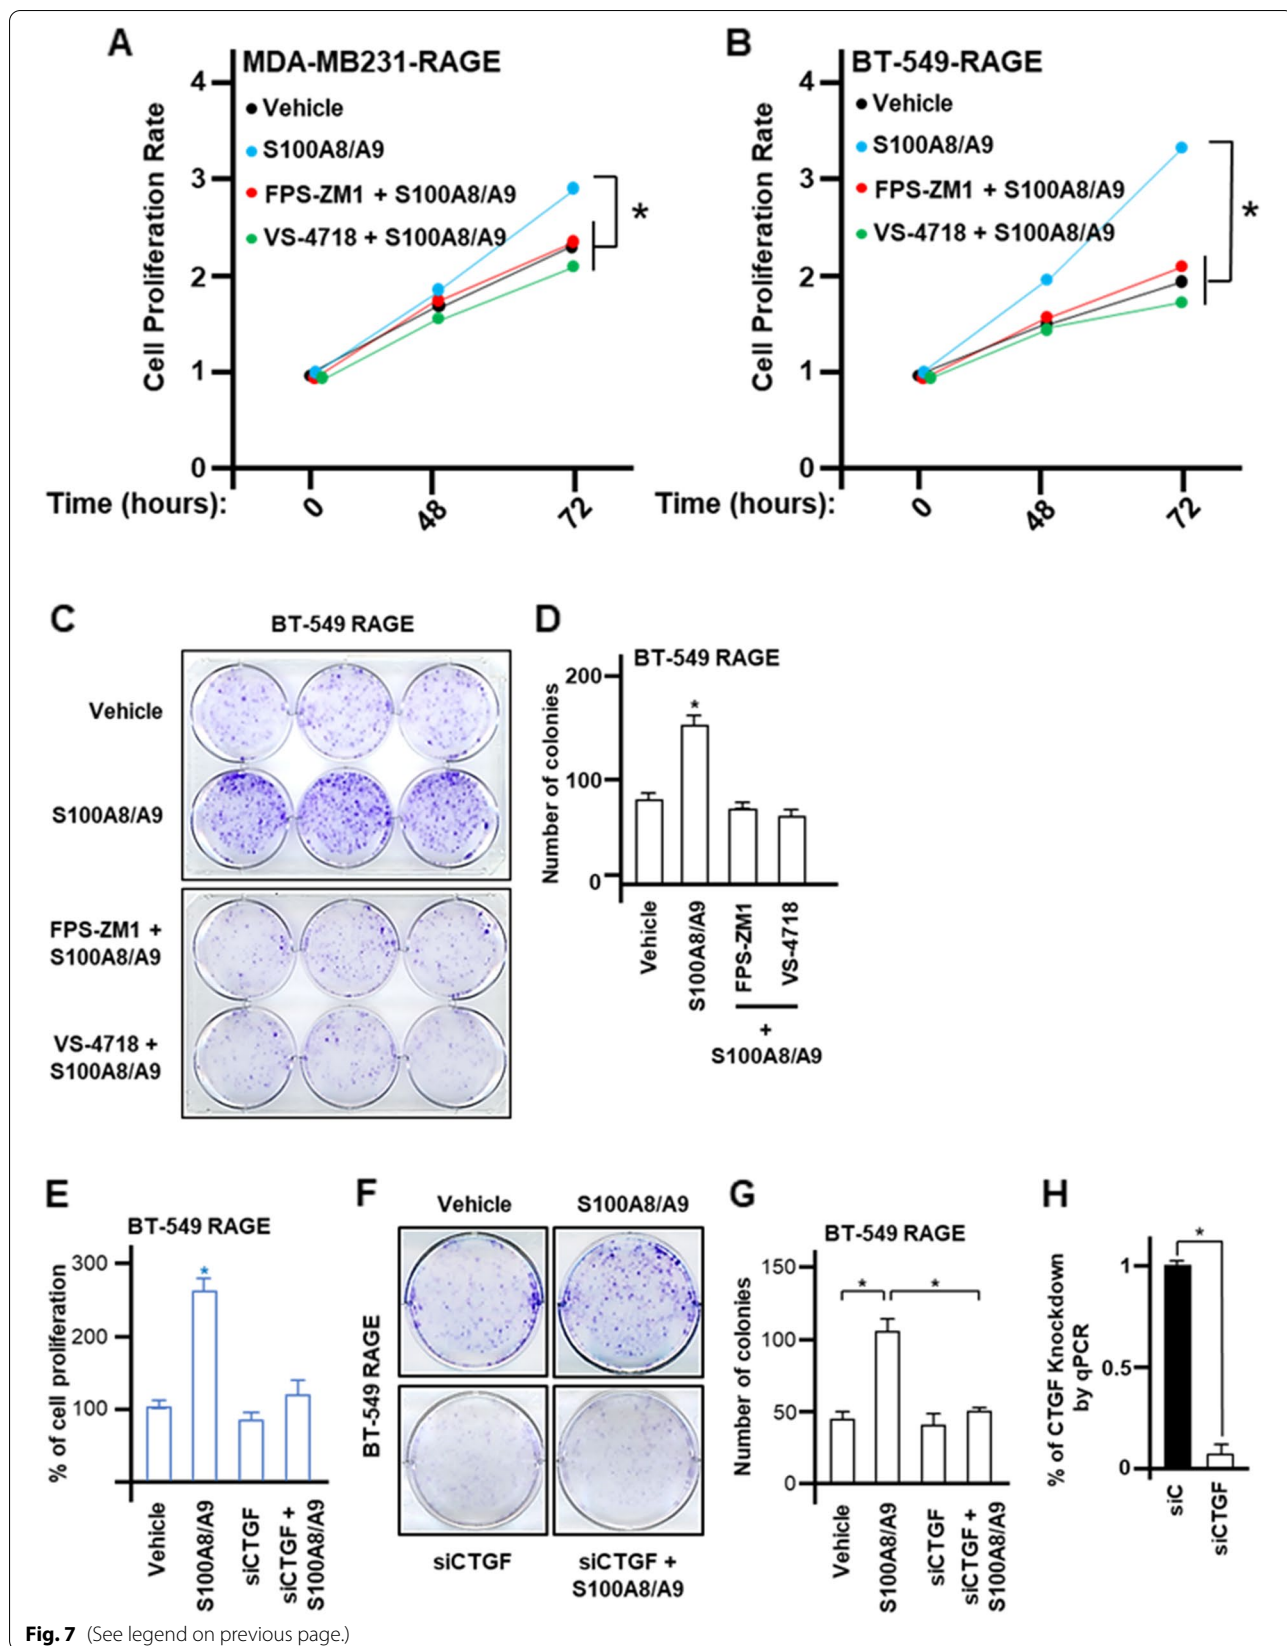 A
MDA-MB231-RAGE
Cell Proliferation Rate
4
3
2
1
0
Vehicle
S100A8/A9
FPS-ZM1 + S100A8/A9
VS-4718 + S100A8/A9
*
Time (hours):
0
48
72
B
BT-549-RAGE
Cell Proliferation Rate
4
3
2
1
0
Vehicle
S100A8/A9
FPS-ZM1 + S100A8/A9
VS-4718 + S100A8/A9
*
Time (hours):
0
48
72
C
BT-549 RAGE
Vehicle
S100A8/A9
FPS-ZM1 +
S100A8/A9
VS-4718 +
S100A8/A9
D
BT-549 RAGE
Number of colonies
200
100
0
*
Vehicle
S100A8/A9
FPS-ZM1
VS-4718
+
S100A8/A9
E
BT-549 RAGE
% of cell proliferation
300
200
100
*
Vehicle
S100A8/A9
siCTGF
siCTGF +
S100A8/A9
F
Vehicle
S100A8/A9
BT-549 RAGE
siCTGF
siCTGF +
S100A8/A9
G
BT-549 RAGE
Number of colonies
150
100
50
0
*
*
Vehicle
S100A8/A9
siCTGF
siCTGF +
S100A8/A9
H
% of CTGF Knockdown
by qPCR
1
0.5
0
*
siC
siCTGF
Fig. 7 (See legend on previous page.)